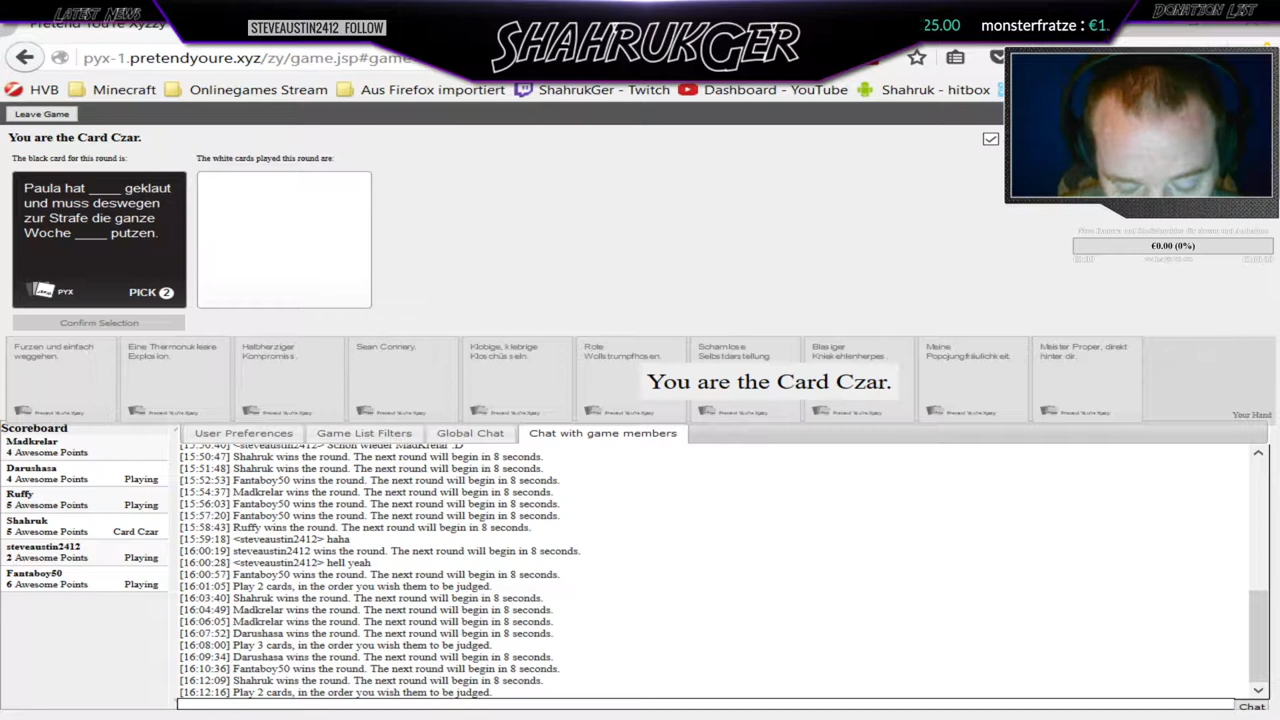 LATEST NEWS
STEVEAUSTIN2412 FOLLOW
SHAHRUKGER
25.00 monsterfratze : €1.
DONATION LIST
Pretend You're Xyzzy
pyx-1.pretendyoure.xyz/zy/game.jsp#game
HVB Minecraft Onlinegames Stream Aus Firefox importiert ShahrukGer - Twitch Dashboard - YouTube Shahruk - hitbox
Leave Game
You are the Card Czar.
The black card for this round is: The white cards played this round are:
Paula hat ____ geklaut
und muss deswegen
zur Strafe die ganze
Woche ____ putzen.
PYX PICK 2
€0.00 (0%)
Confirm Selection
Furzen und einfach
weggehen.
Eine Thermonukleare
Explosion.
Halbherziger
Kompromiss.
Sean Connery.
Klobige, klebrige
Kloschüsseln.
Rote
Wollstrumpfhosen.
Schamlose
Selbstdarstellung
Blasiger
Kniekehlenherpes.
Meine
Popojungfräulichkeit.
Meister Proper, direkt
hinter dir.
You are the Card Czar.
Your Hand
Scoreboard
Madkrelar
4 Awesome Points
Darushasa
4 Awesome Points Playing
Ruffy
5 Awesome Points Playing
Shahruk
5 Awesome Points Card Czar
steveaustin2412
2 Awesome Points Playing
Fantaboy50
6 Awesome Points Playing
User Preferences Game List Filters Global Chat Chat with game members
[15:50:40] <steveaustin2412> Schon wieder MadKrelar :D
[15:50:47] Shahruk wins the round. The next round will begin in 8 seconds.
[15:51:48] Shahruk wins the round. The next round will begin in 8 seconds.
[15:52:53] Fantaboy50 wins the round. The next round will begin in 8 seconds.
[15:54:37] Madkrelar wins the round. The next round will begin in 8 seconds.
[15:56:03] Fantaboy50 wins the round. The next round will begin in 8 seconds.
[15:57:20] Fantaboy50 wins the round. The next round will begin in 8 seconds.
[15:58:43] Ruffy wins the round. The next round will begin in 8 seconds.
[15:59:18] <steveaustin2412> haha
[16:00:19] steveaustin2412 wins the round. The next round will begin in 8 seconds.
[16:00:28] <steveaustin2412> hell yeah
[16:00:57] Fantaboy50 wins the round. The next round will begin in 8 seconds.
[16:01:05] Play 2 cards, in the order you wish them to be judged.
[16:03:40] Shahruk wins the round. The next round will begin in 8 seconds.
[16:04:49] Madkrelar wins the round. The next round will begin in 8 seconds.
[16:06:05] Madkrelar wins the round. The next round will begin in 8 seconds.
[16:07:52] Darushasa wins the round. The next round will begin in 8 seconds.
[16:08:00] Play 3 cards, in the order you wish them to be judged.
[16:09:34] Darushasa wins the round. The next round will begin in 8 seconds.
[16:10:36] Fantaboy50 wins the round. The next round will begin in 8 seconds.
[16:12:09] Shahruk wins the round. The next round will begin in 8 seconds.
[16:12:16] Play 2 cards, in the order you wish them to be judged.
Chat